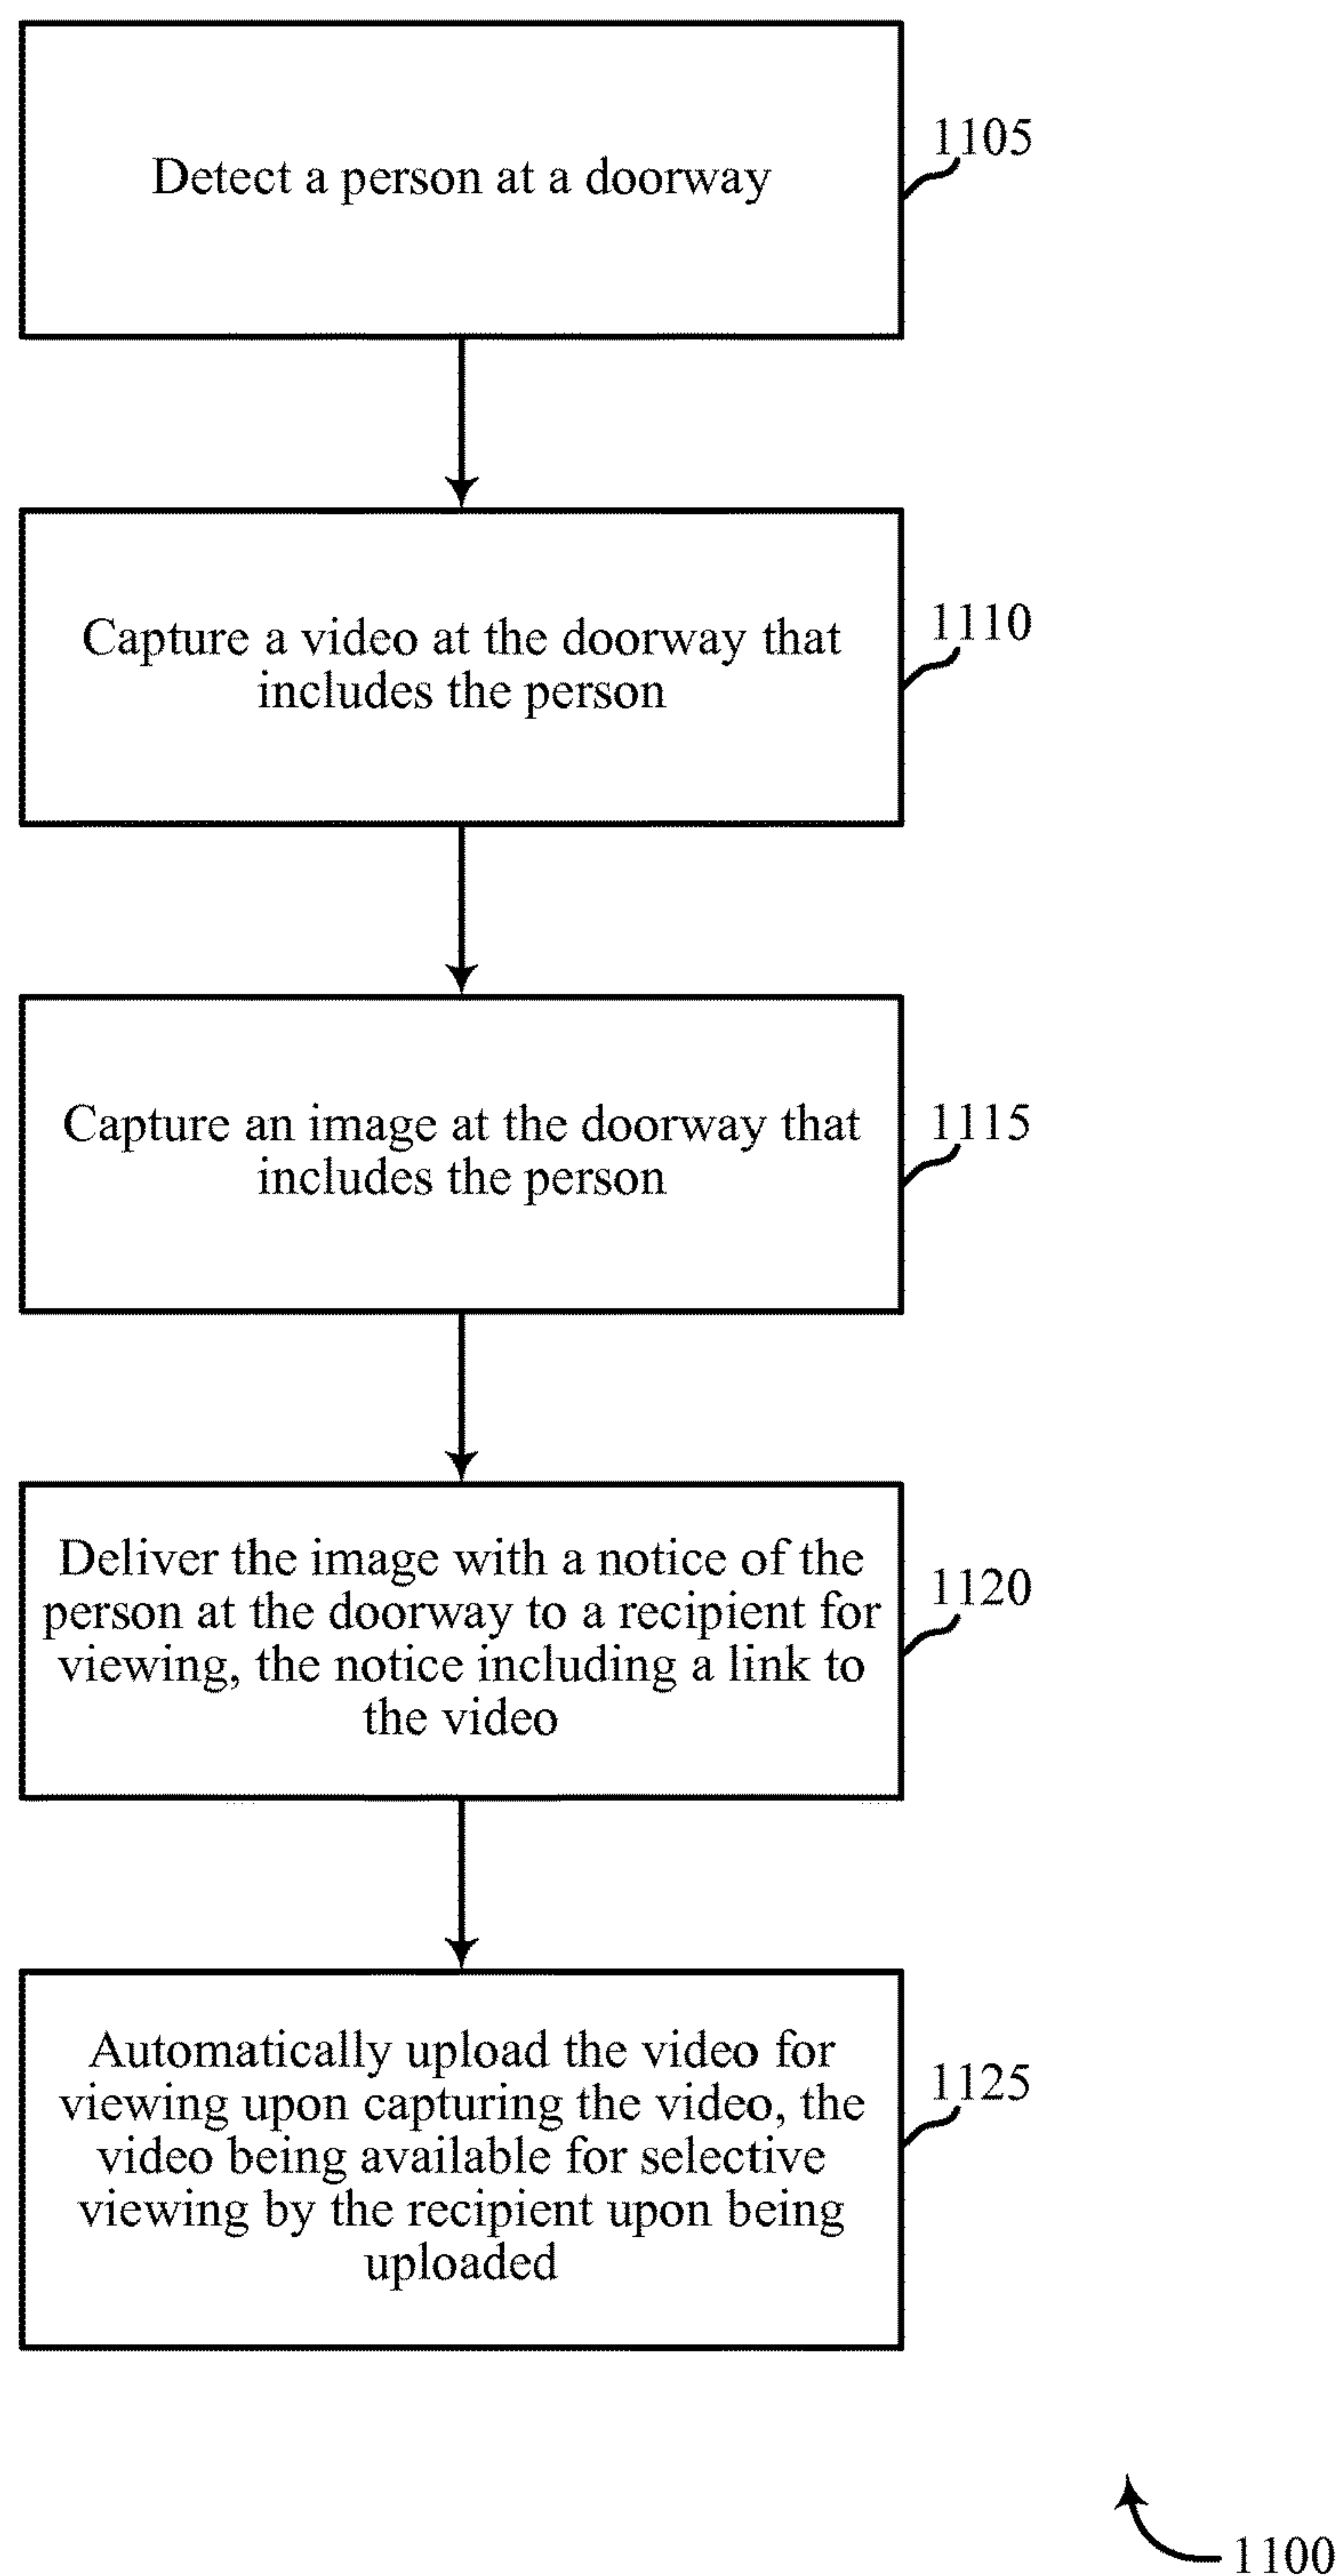 Detect a person at a doorway
1105
Capture a video at the doorway that
includes the person
1110
Capture an image at the doorway that
includes the person
1115
Deliver the image with a notice of the
person at the doorway to a recipient for
viewing, the notice including a link to
the video
1120
Automatically upload the video for
viewing upon capturing the video, the
video being available for selective
viewing by the recipient upon being
uploaded
1125
1100